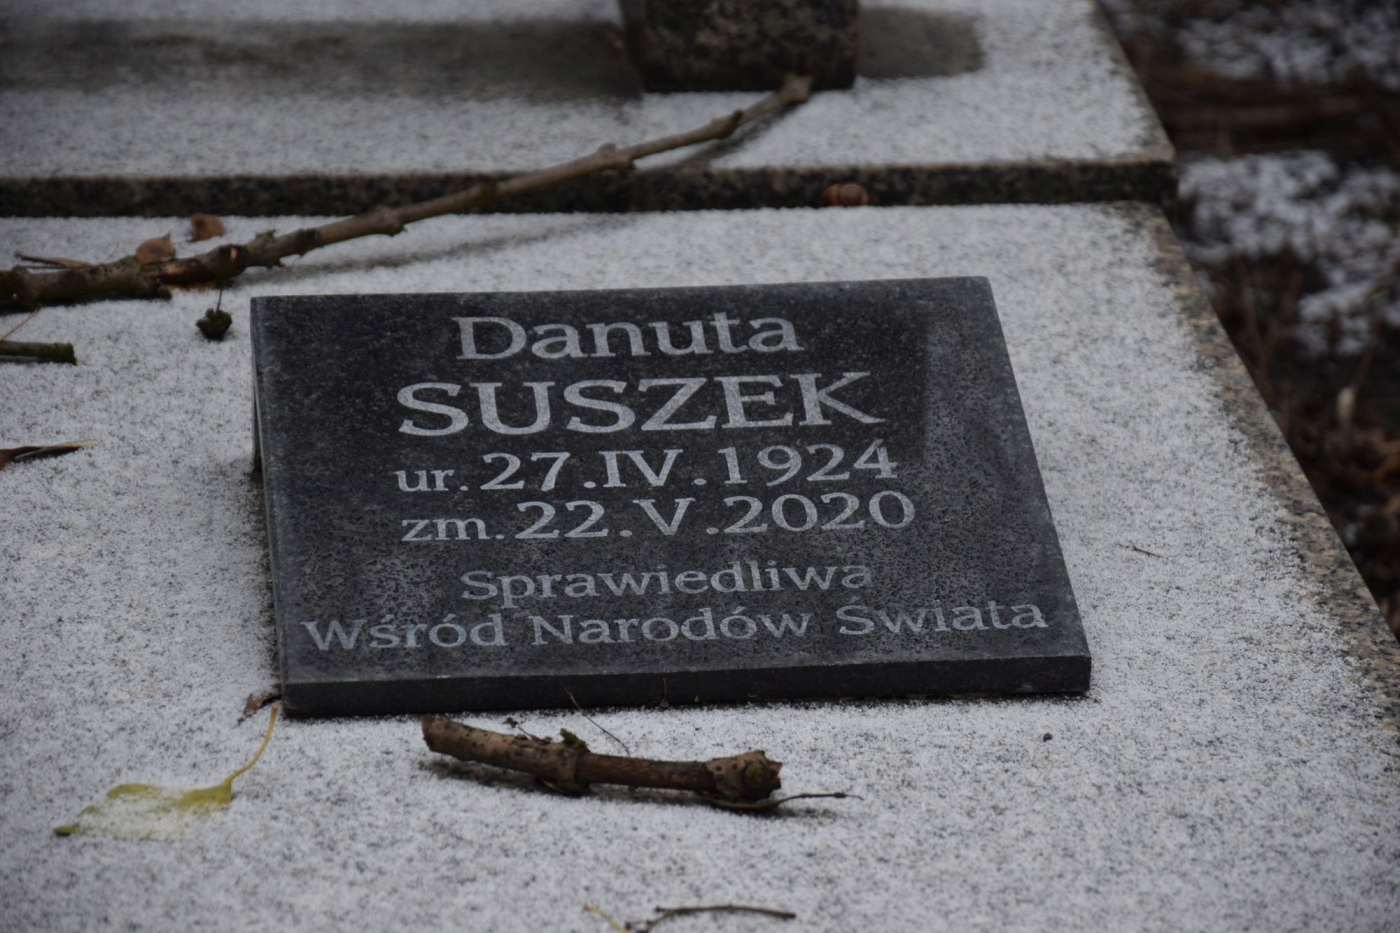 Danuta
SUSZEK
ur. 27.IV.1924
zm. 22.V.2020
Sprawiedliwa
Wśród Narodów Świata